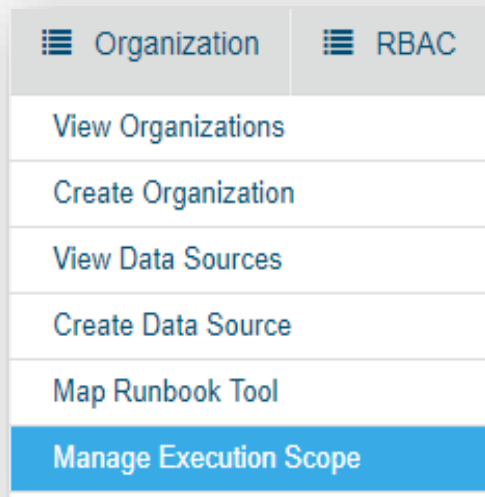 Organization RBAC
View Organizations
Create Organization
View Data Sources
Create Data Source
Map Runbook Tool
Manage Execution Scope